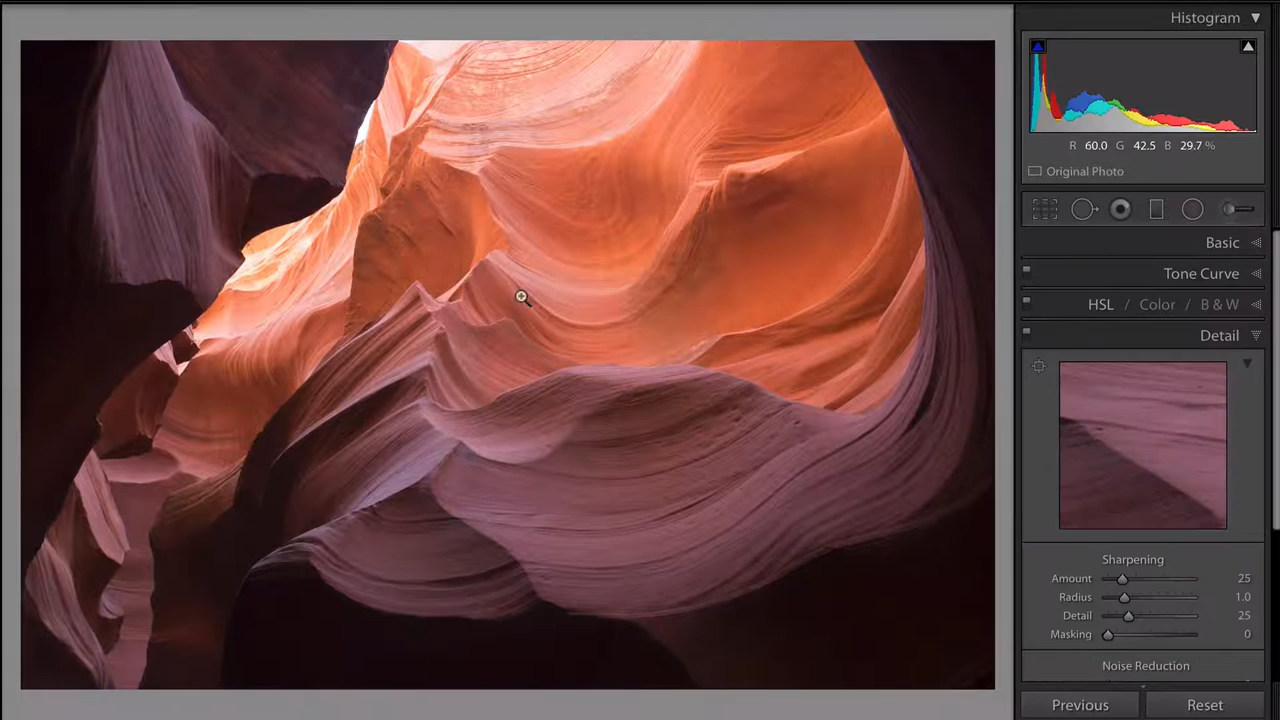 Histogram
R 60.0 G 42.5 B 29.7 %
Original Photo
Basic
Tone Curve
HSL / Color / B & W
Detail
Sharpening
Amount 25
Radius 1.0
Detail 25
Masking 0
Noise Reduction
Previous Reset